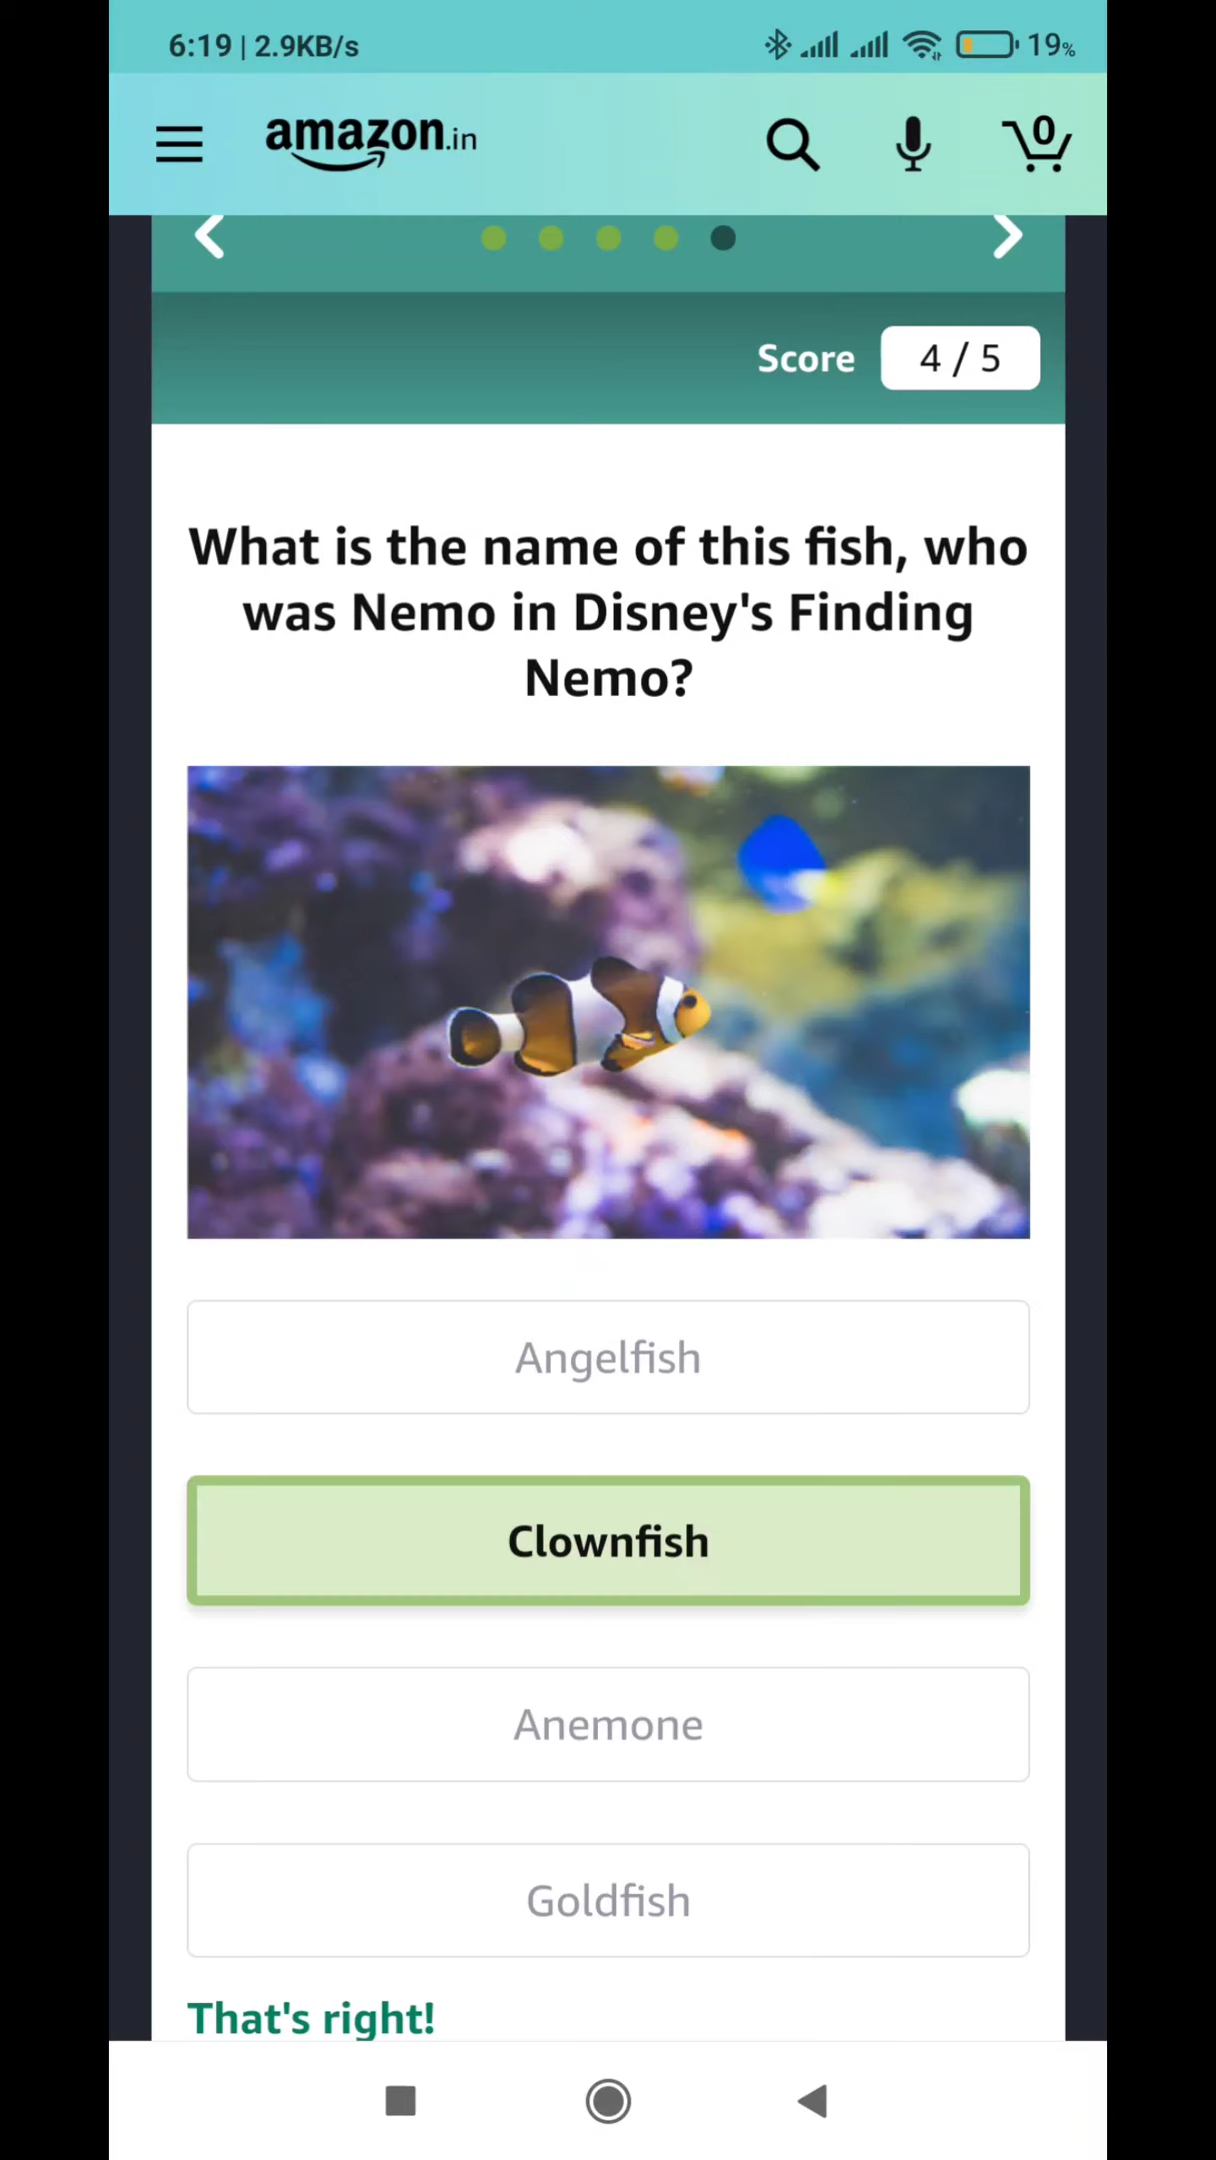 6:19 | 2.9KB/s 19%
amazon.in 0
Score 4 / 5
What is the name of this fish, who
was Nemo in Disney's Finding
Nemo?
Angelfish
Clownfish
Anemone
Goldfish
That's right!